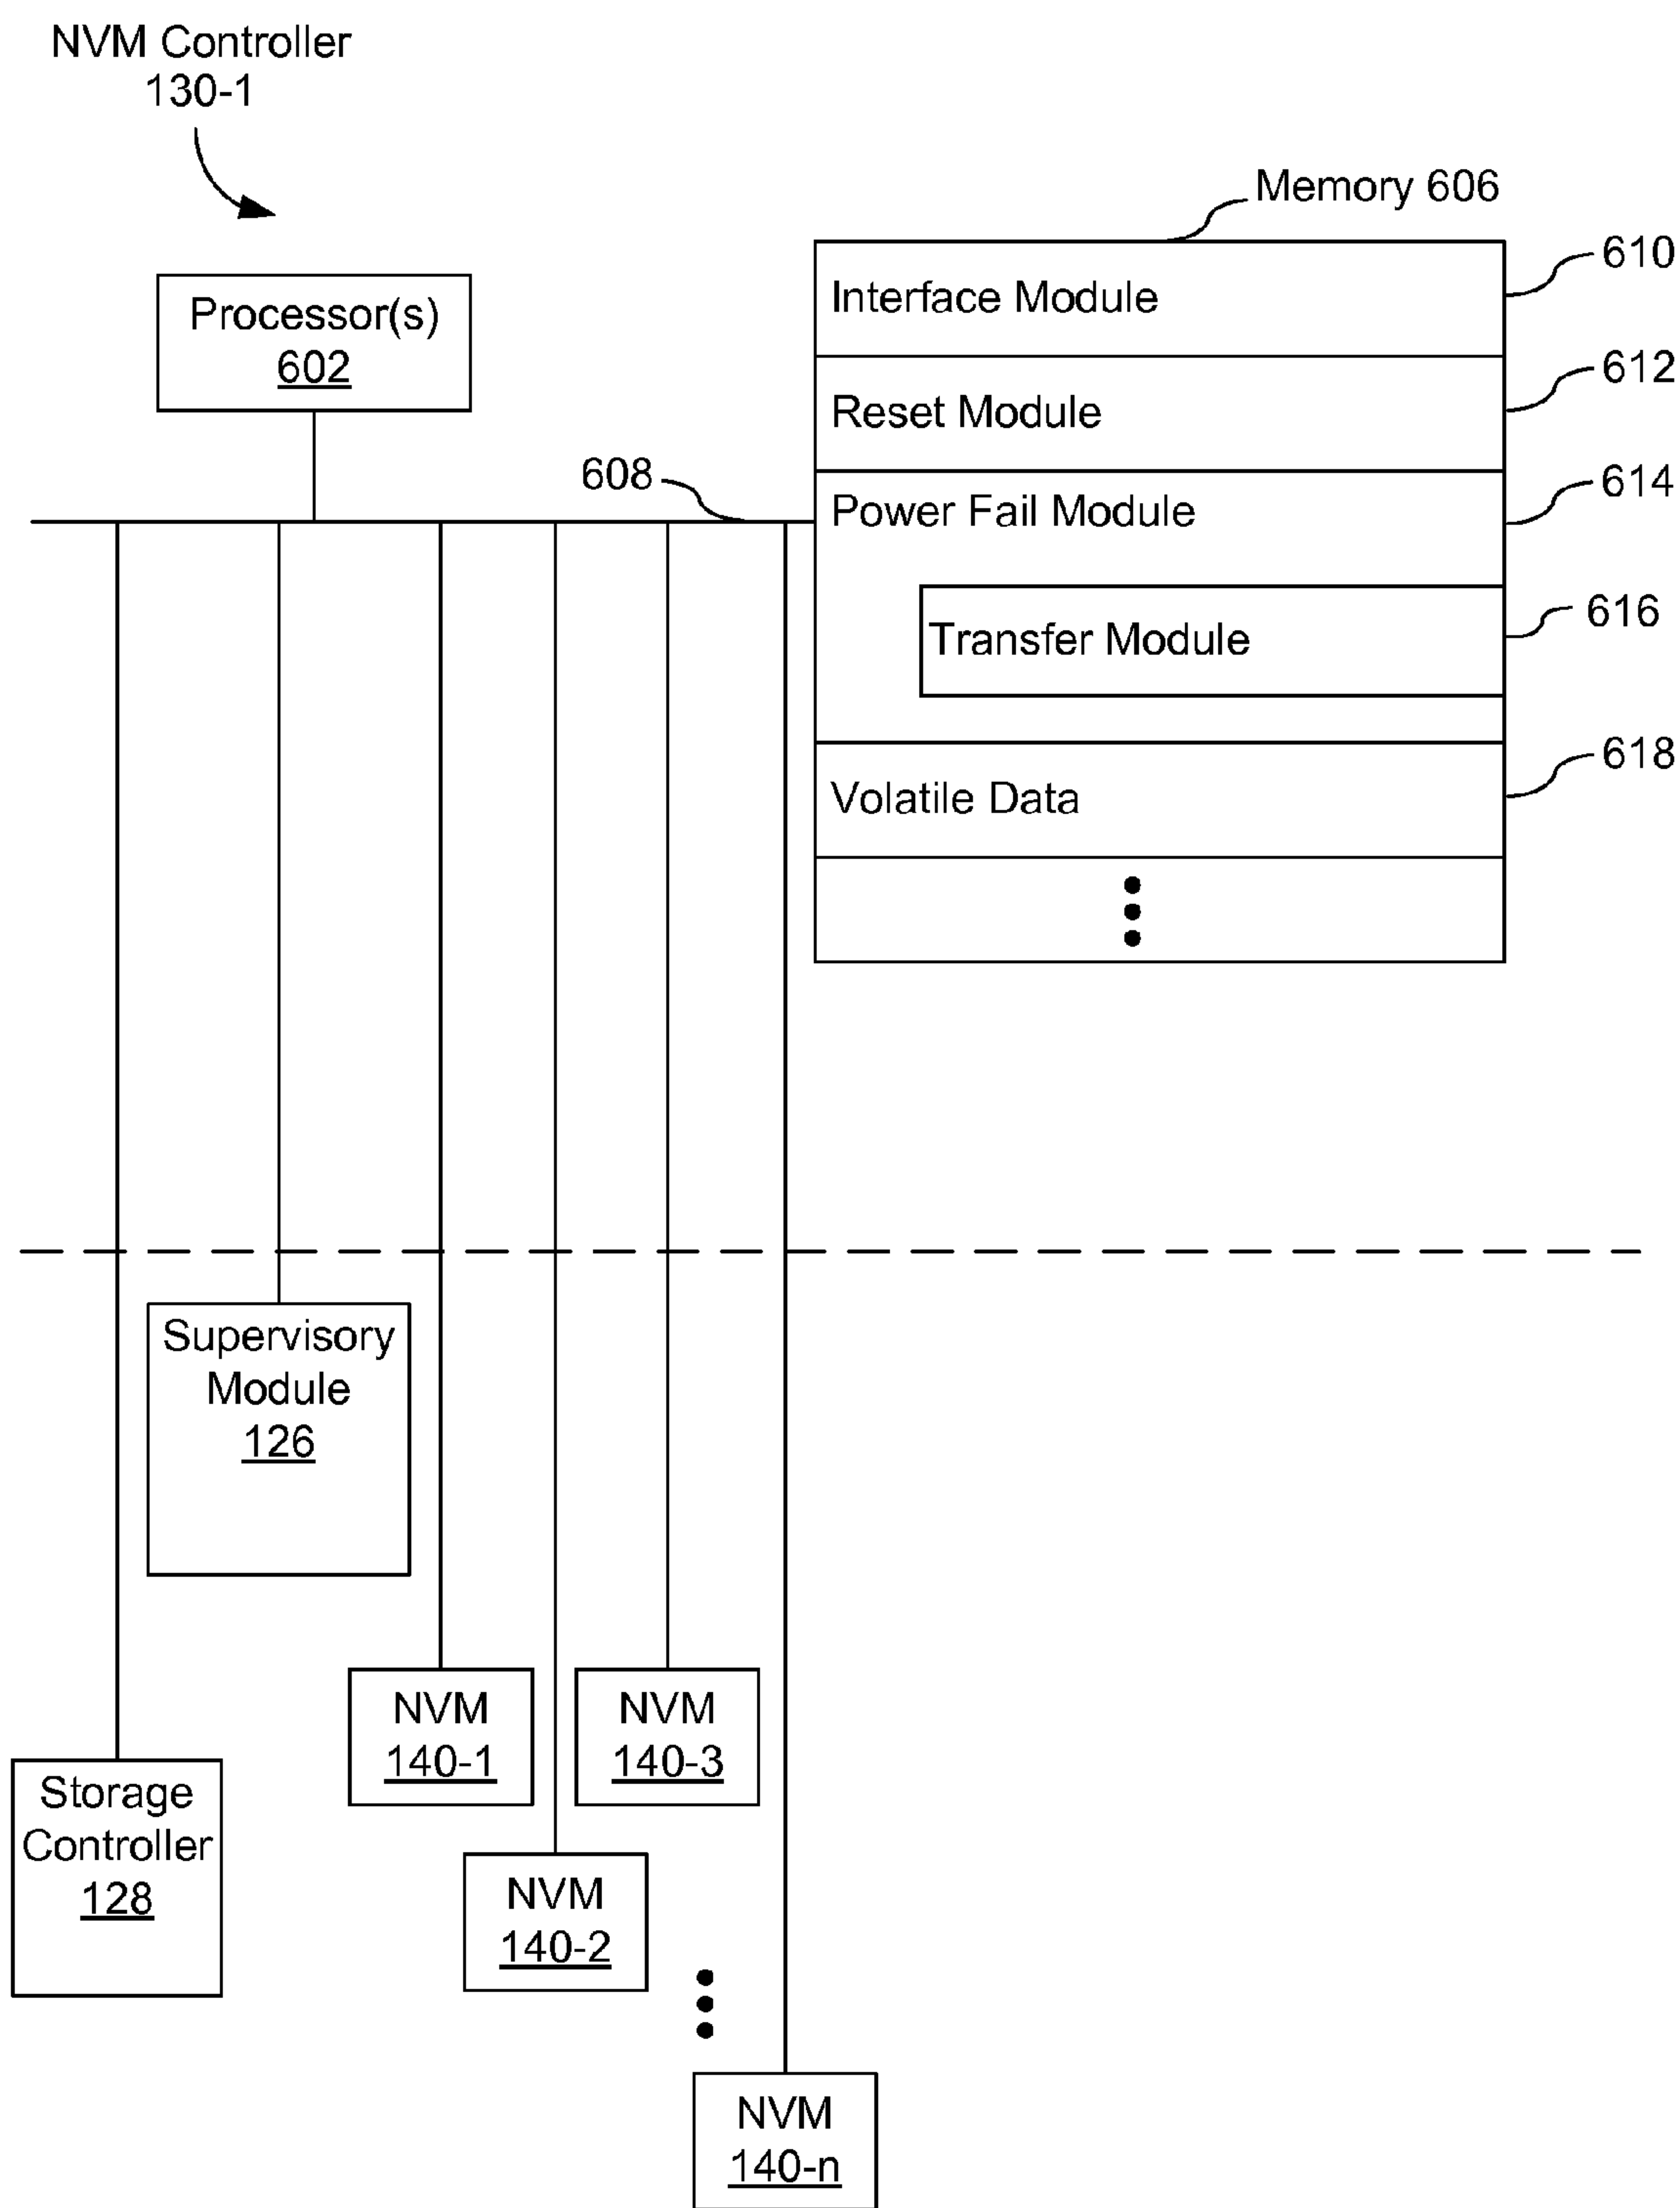 NVM Controller
130-1
Memory 606
Interface Module
610
Reset Module
612
Processor(s)
602
608
Power Fail Module
614
Transfer Module
616
Volatile Data
618
Supervisory
Module
126
NVM
140-1
NVM
140-3
Storage
Controller
128
NVM
140-2
NVM
140-n